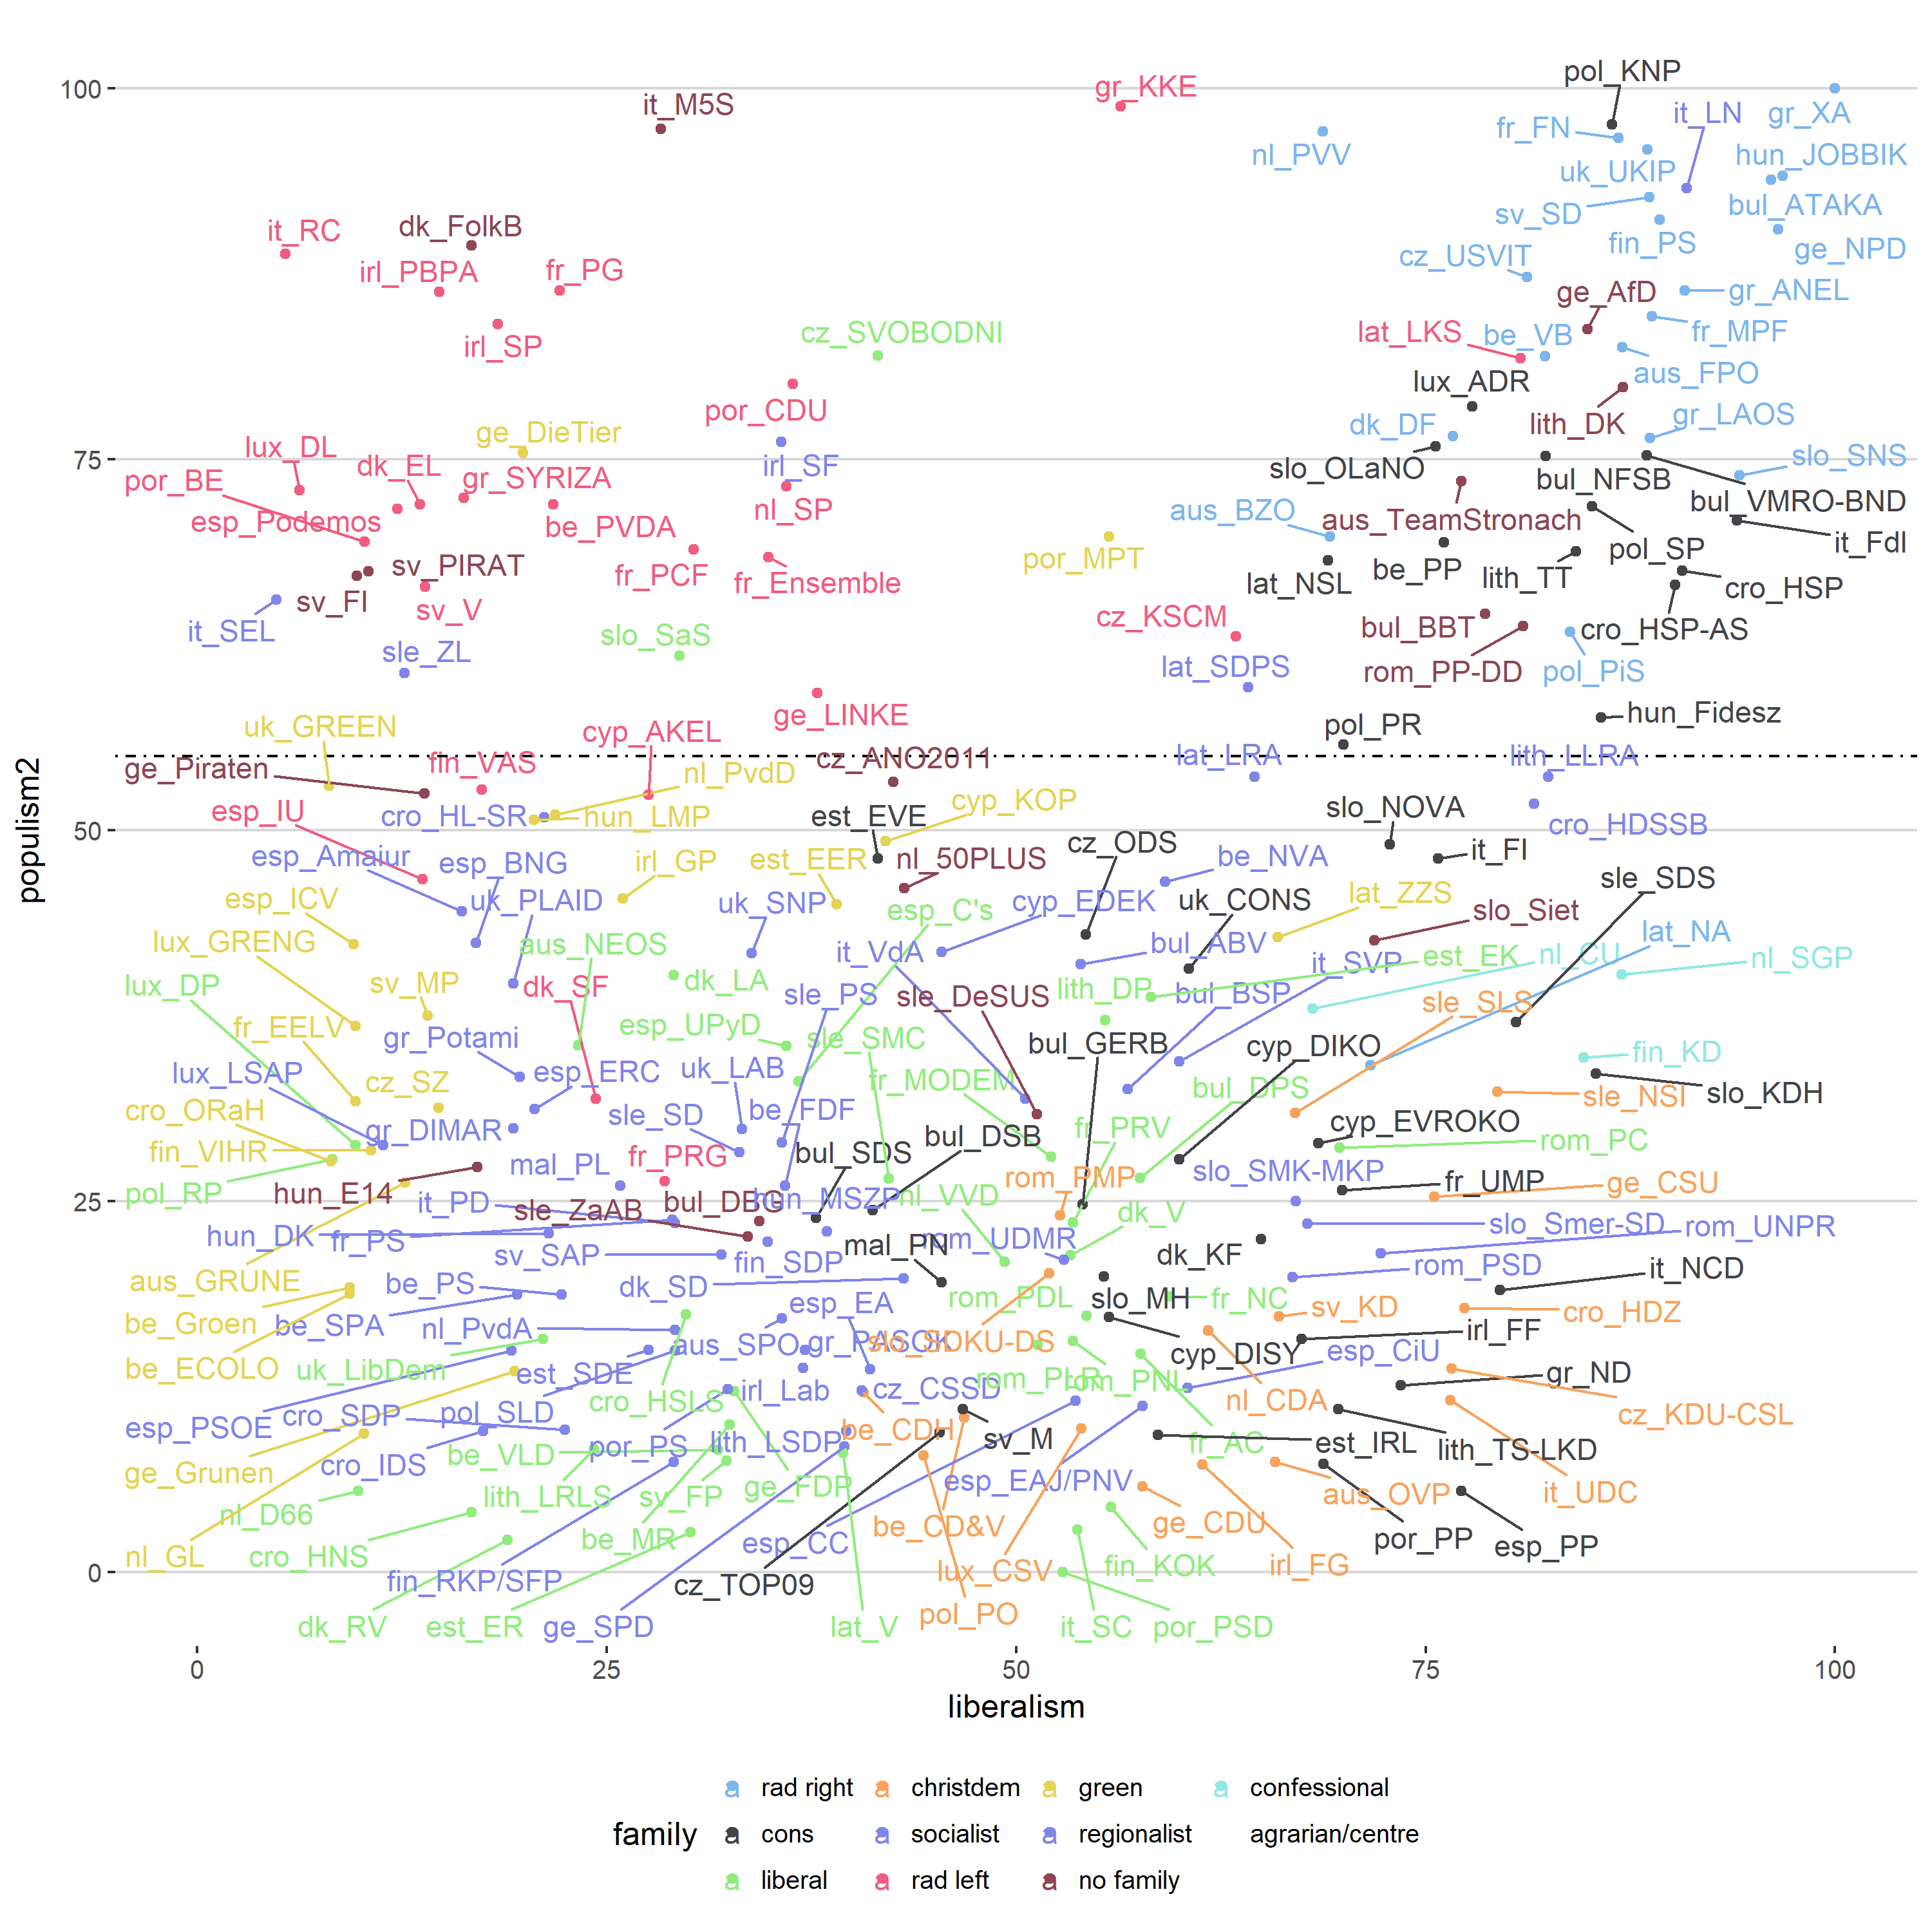 pol_KNP
100
gr_KKE
it_M5S
it_LN
gr_XA
fr_FN
nl_PVV
hun_JOBBIK
uk_UKIP
bul_ATAKA
sv_SD
it_RC
dk_FolkB
fin_PS
ge_NPD
cz_USVIT
irl_PBPA
fr_PG
ge_AfD
gr_ANEL
cz_SVOBODNI
lat_LKS
be_VB
fr_MPF
irl_SP
lux_ADR
aus_FPO
por_CDU
dk_DF
lith_DK
gr_LAOS
ge_DieTier
lux_DL
75
dk_EL
irl_SF
slo_OLaNO
slo_SNS
por_BE
gr_SYRIZA
bul_NFSB
bul_VMRO-BND
nl_SP
aus_BZO
esp_Podemos
be_PVDA
aus_TeamStronach
it_FdI
por_MPT
pol_SP
sv_PIRAT
fr_PCF
fr_Ensemble
lat_NSL
be_PP
lith_TT
cro_HSP
sv_FI
sv_V
cz_KSCM
bul_BBT
cro_HSP-AS
it_SEL
slo_SaS
sle_ZL
lat_SDPS
rom_PP-DD
pol_PiS
ge_LINKE
hun_Fidesz
uk_GREEN
cyp_AKEL
pol_PR
ge_Piraten
fin_VAS
nl_PvdD
cz_ANO2011
lat_LRA
lith_LLRA
esp_IU
cro_HL-SR
hun_LMP
cyp_KOP
est_EVE
slo_NOVA
cro_HDSSB
50
esp_Amaiur
esp_BNG
irl_GP
est_EER
nl_50PLUS
cz_ODS
be_NVA
it_FI
sle_SDS
esp_ICV
uk_PLAID
uk_SNP
esp_C's
cyp_EDEK
uk_CONS
lat_ZZS
slo_Siet
lux_GRENG
aus_NEOS
it_VdA
bul_ABV
lat_NA
it_SVP
est_EK
nl_CU
nl_SGP
lux_DP
sv_MP
dk_SF
dk_LA
sle_PS
sle_DeSUS
lith_DP
bul_BSP
sle_SLS
fr_EELV
gr_Potami
esp_UPyD
sle_SMC
bul_GERB
cyp_DIKO
fin_KD
lux_LSAP
cz_SZ
esp_ERC
uk_LAB
fr_MODEM
bul_DPS
sle_NSI
slo_KDH
cro_ORaH
gr_DIMAR
sle_SD
be_FDF
bul_DSB
fr_PRV
cyp_EVROKO
rom_PC
fin_VIHR
mal_PL
fr_PRG
bul_SDS
rom_PMP
slo_SMK-MKP
fr_UMP
ge_CSU
pol_RP
hun_E14
25
it_PD
sle_ZaAB
bul_DBG
hun_MSZP
nl_VVD
dk_V
slo_Smer-SD
rom_UNPR
hun_DK
fr_PS
sv_SAP
fin_SDP
mal_PN
rom_UDMR
dk_KF
rom_PSD
it_NCD
aus_GRUNE
be_PS
dk_SD
rom_PDL
slo_MH
fr_NC
sv_KD
cro_HDZ
be_Groen
be_SPA
nl_PvdA
esp_EA
irl_FF
be_ECOLO
uk_LibDem
est_SDE
aus_SPO
gr_PASOK
slo_SDKU-DS
cyp_DISY
esp_CiU
gr_ND
cro_HSLS
irl_Lab
cz_CSSD
rom_PLR
rom_PNL
nl_CDA
cz_KDU-CSL
esp_PSOE
cro_SDP
pol_SLD
be_CDH
sv_M
fr_AC
est_IRL
lith_TS-LKD
ge_Grunen
cro_IDS
be_VLD
por_PS
lith_LSDP
esp_EAJ/PNV
ge_FDP
nl_D66
lith_LRLS
sv_FP
aus_OVP
it_UDC
be_CD&V
ge_CDU
por_PP
esp_PP
nl_GL
cro_HNS
be_MR
esp_CC
fin_KOK
irl_FG
0
fin_RKP/SFP
cz_TOP09
lux_CSV
pol_PO
dk_RV
est_ER
ge_SPD
lat_V
it_SC
por_PSD
populism2
0
25
50
75
100
liberalism
family
a rad right
a christdem
a green
a confessional
a cons
a socialist
a regionalist
agrarian/centre
a liberal
a rad left
a no family